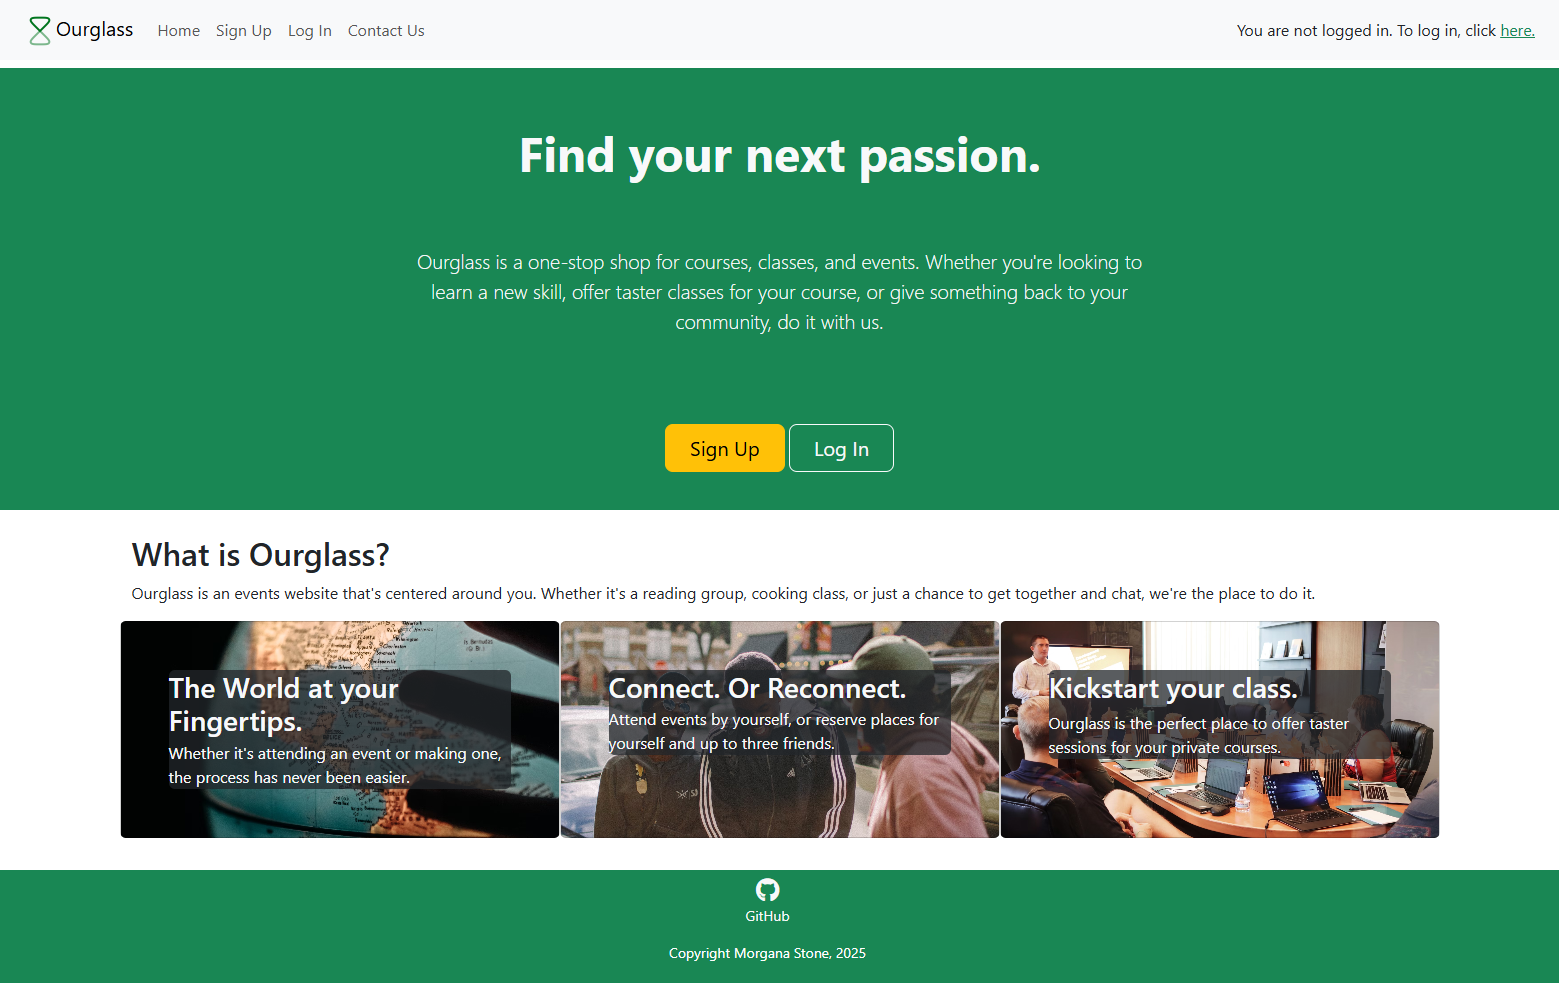 Ourglass Home Sign Up Log In Contact Us You are not logged in. To log in, click here.
Find your next passion.
Ourglass is a one-stop shop for courses, classes, and events. Whether you're looking to
learn a new skill, offer taster classes for your course, or give something back to your
community, do it with us.
Sign Up Log In
What is Ourglass?
Ourglass is an events website that's centered around you. Whether it's a reading group, cooking class, or just a chance to get together and chat, we're the place to do it.
The World at your
Fingertips.
Whether it's attending an event or making one,
the process has never been easier.
Connect. Or Reconnect.
Attend events by yourself, or reserve places for
yourself and up to three friends.
Kickstart your class.
Ourglass is the perfect place to offer taster
sessions for your private courses.
GitHub
Copyright Morgana Stone, 2025